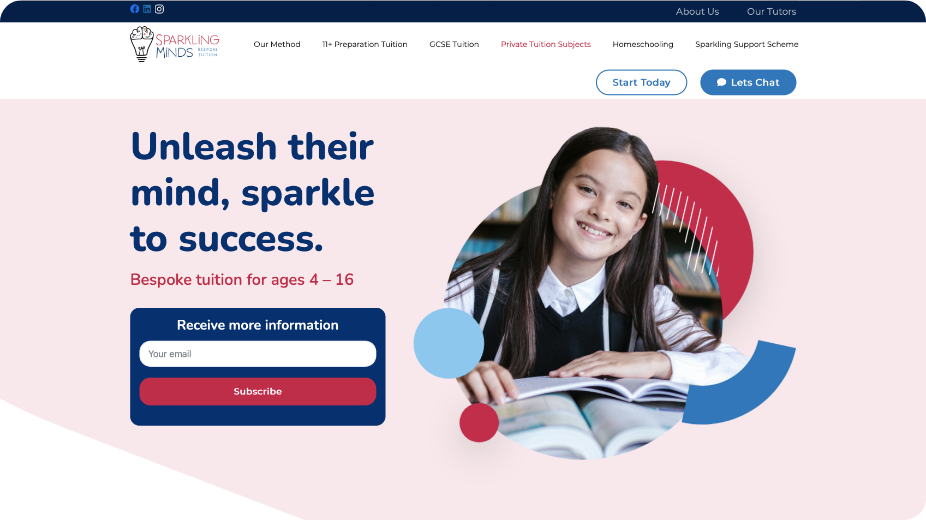 About Us
Our Tutors
SPARKLING
MINDS BESPOKE TUITION
Our Method
11+ Preparation Tuition
GCSE Tuition
Private Tuition Subjects
Homeschooling
Sparkling Support Scheme
Start Today
Lets Chat
Unleash their
mind, sparkle
to success.
Bespoke tuition for ages 4 – 16
Receive more information
Your email
Subscribe